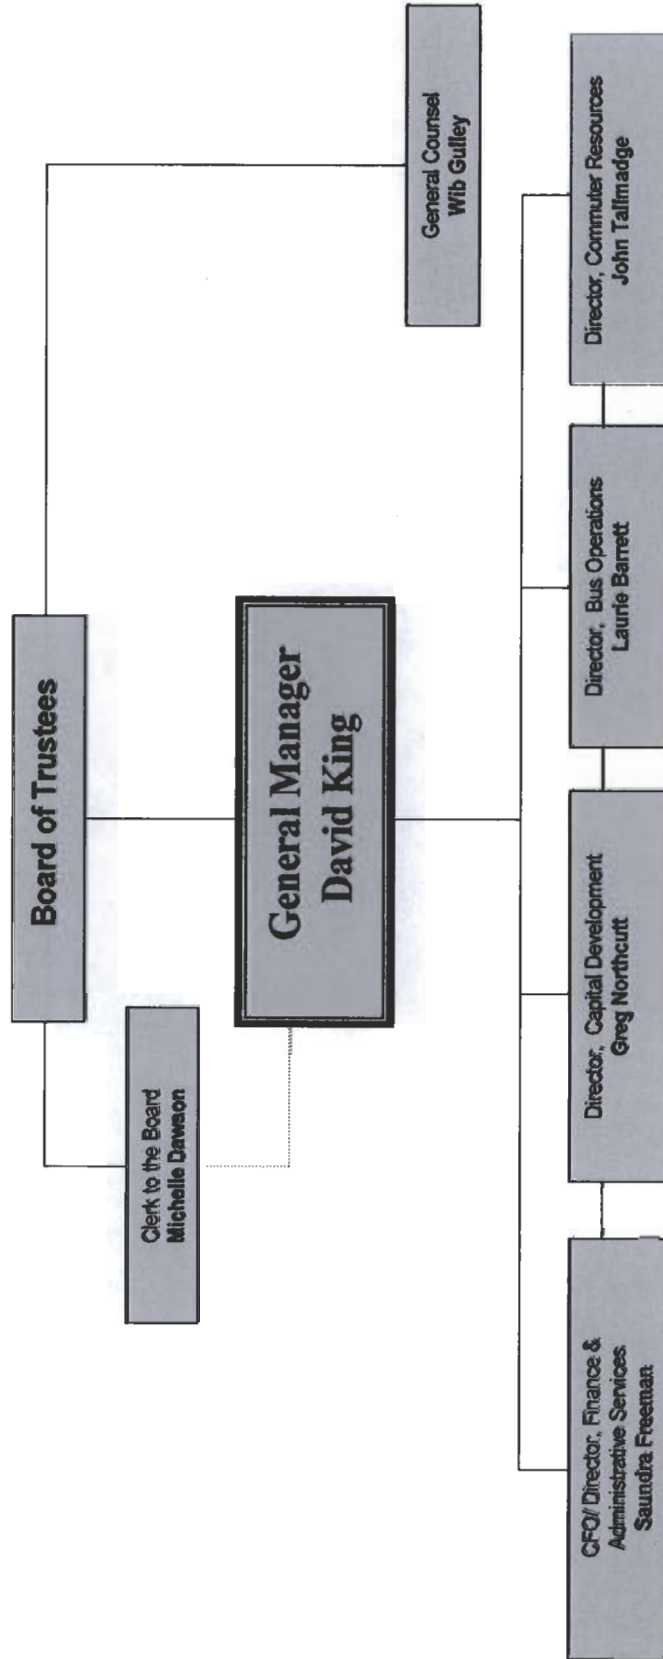 Board of Trustees
Clerk to the Board
Michelle Dawson
General Manager
David King
General Counsel
Wib Gulley
CFO/ Director, Finance &
Administrative Services
Saundra Freeman
Director, Capital Development
Greg Northcutt
Director, Bus Operations
Laurie Barrett
Director, Commuter Resources
John Tallmadge